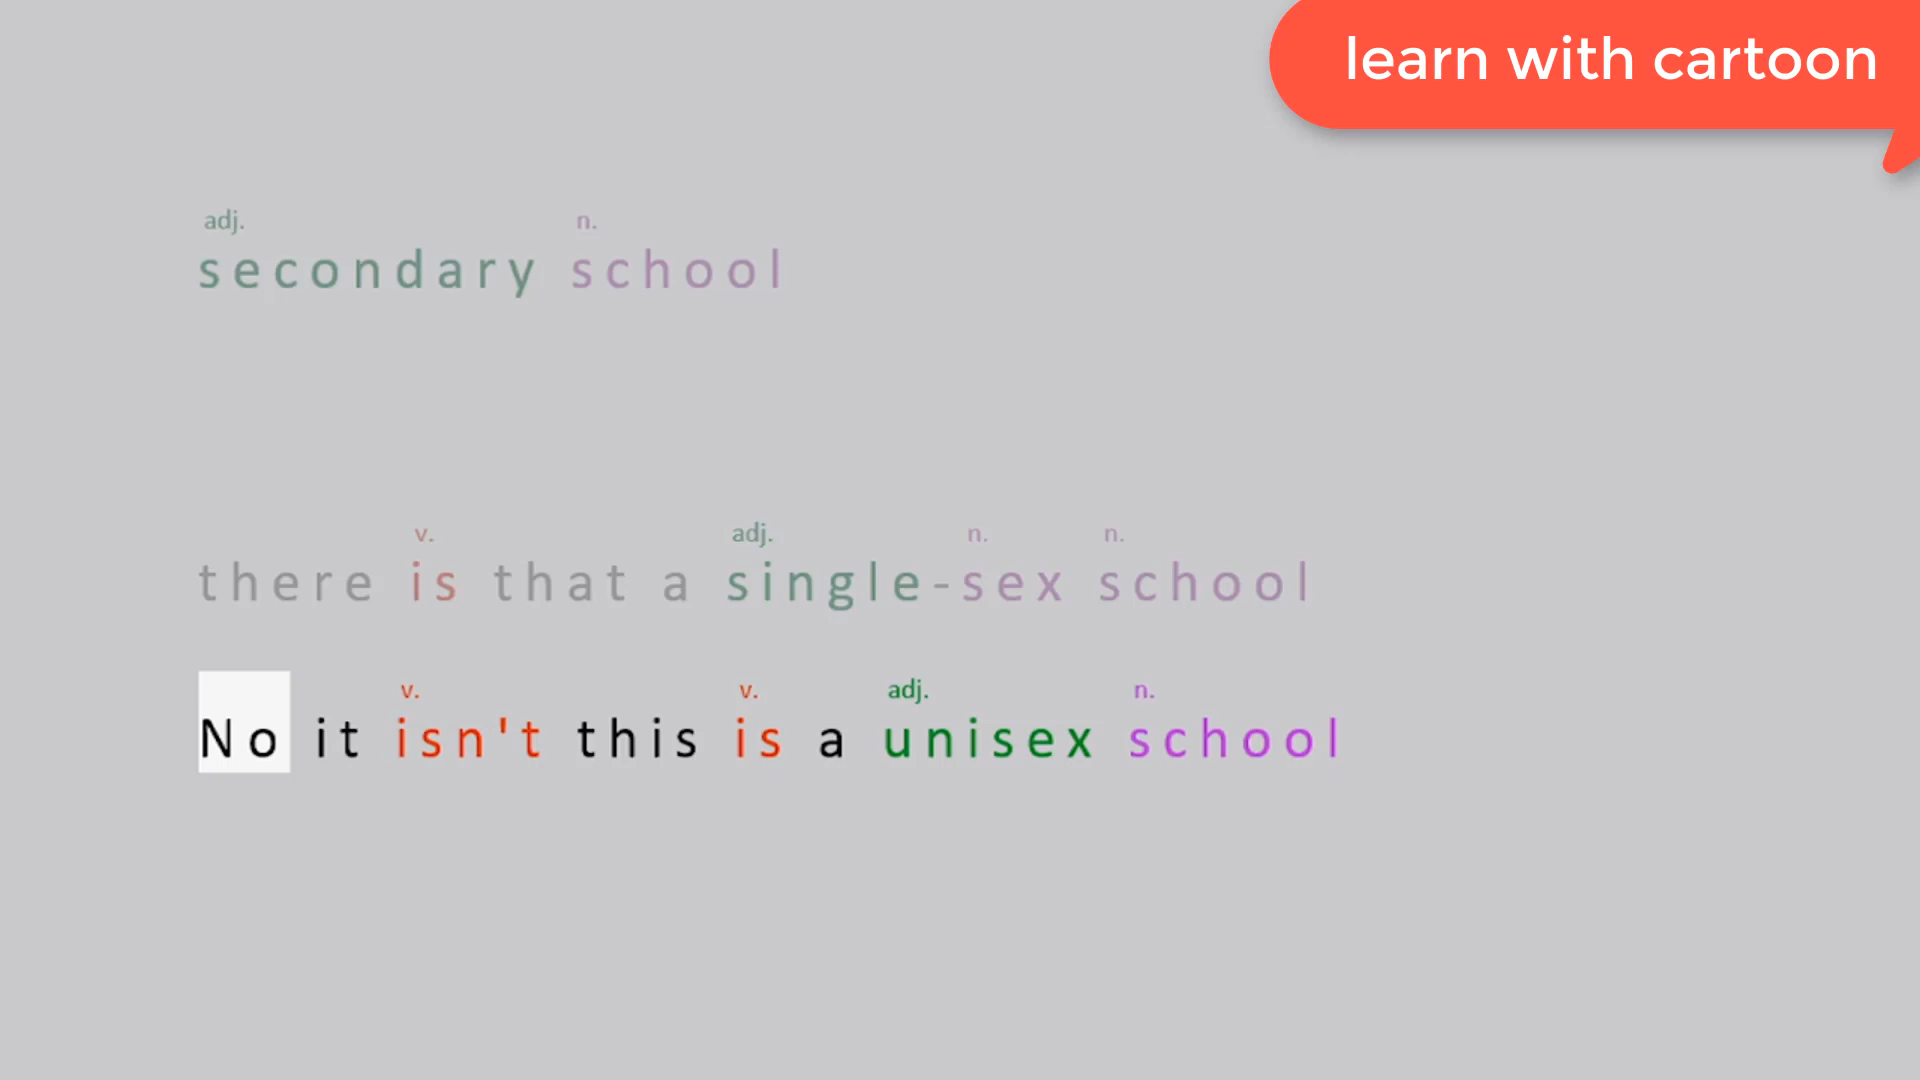 learn with cartoon
adj. n.
secondary school
v. adj. n. n.
there is that a single-sex school
v. v. adj. n.
No it isn't this is a unisex school